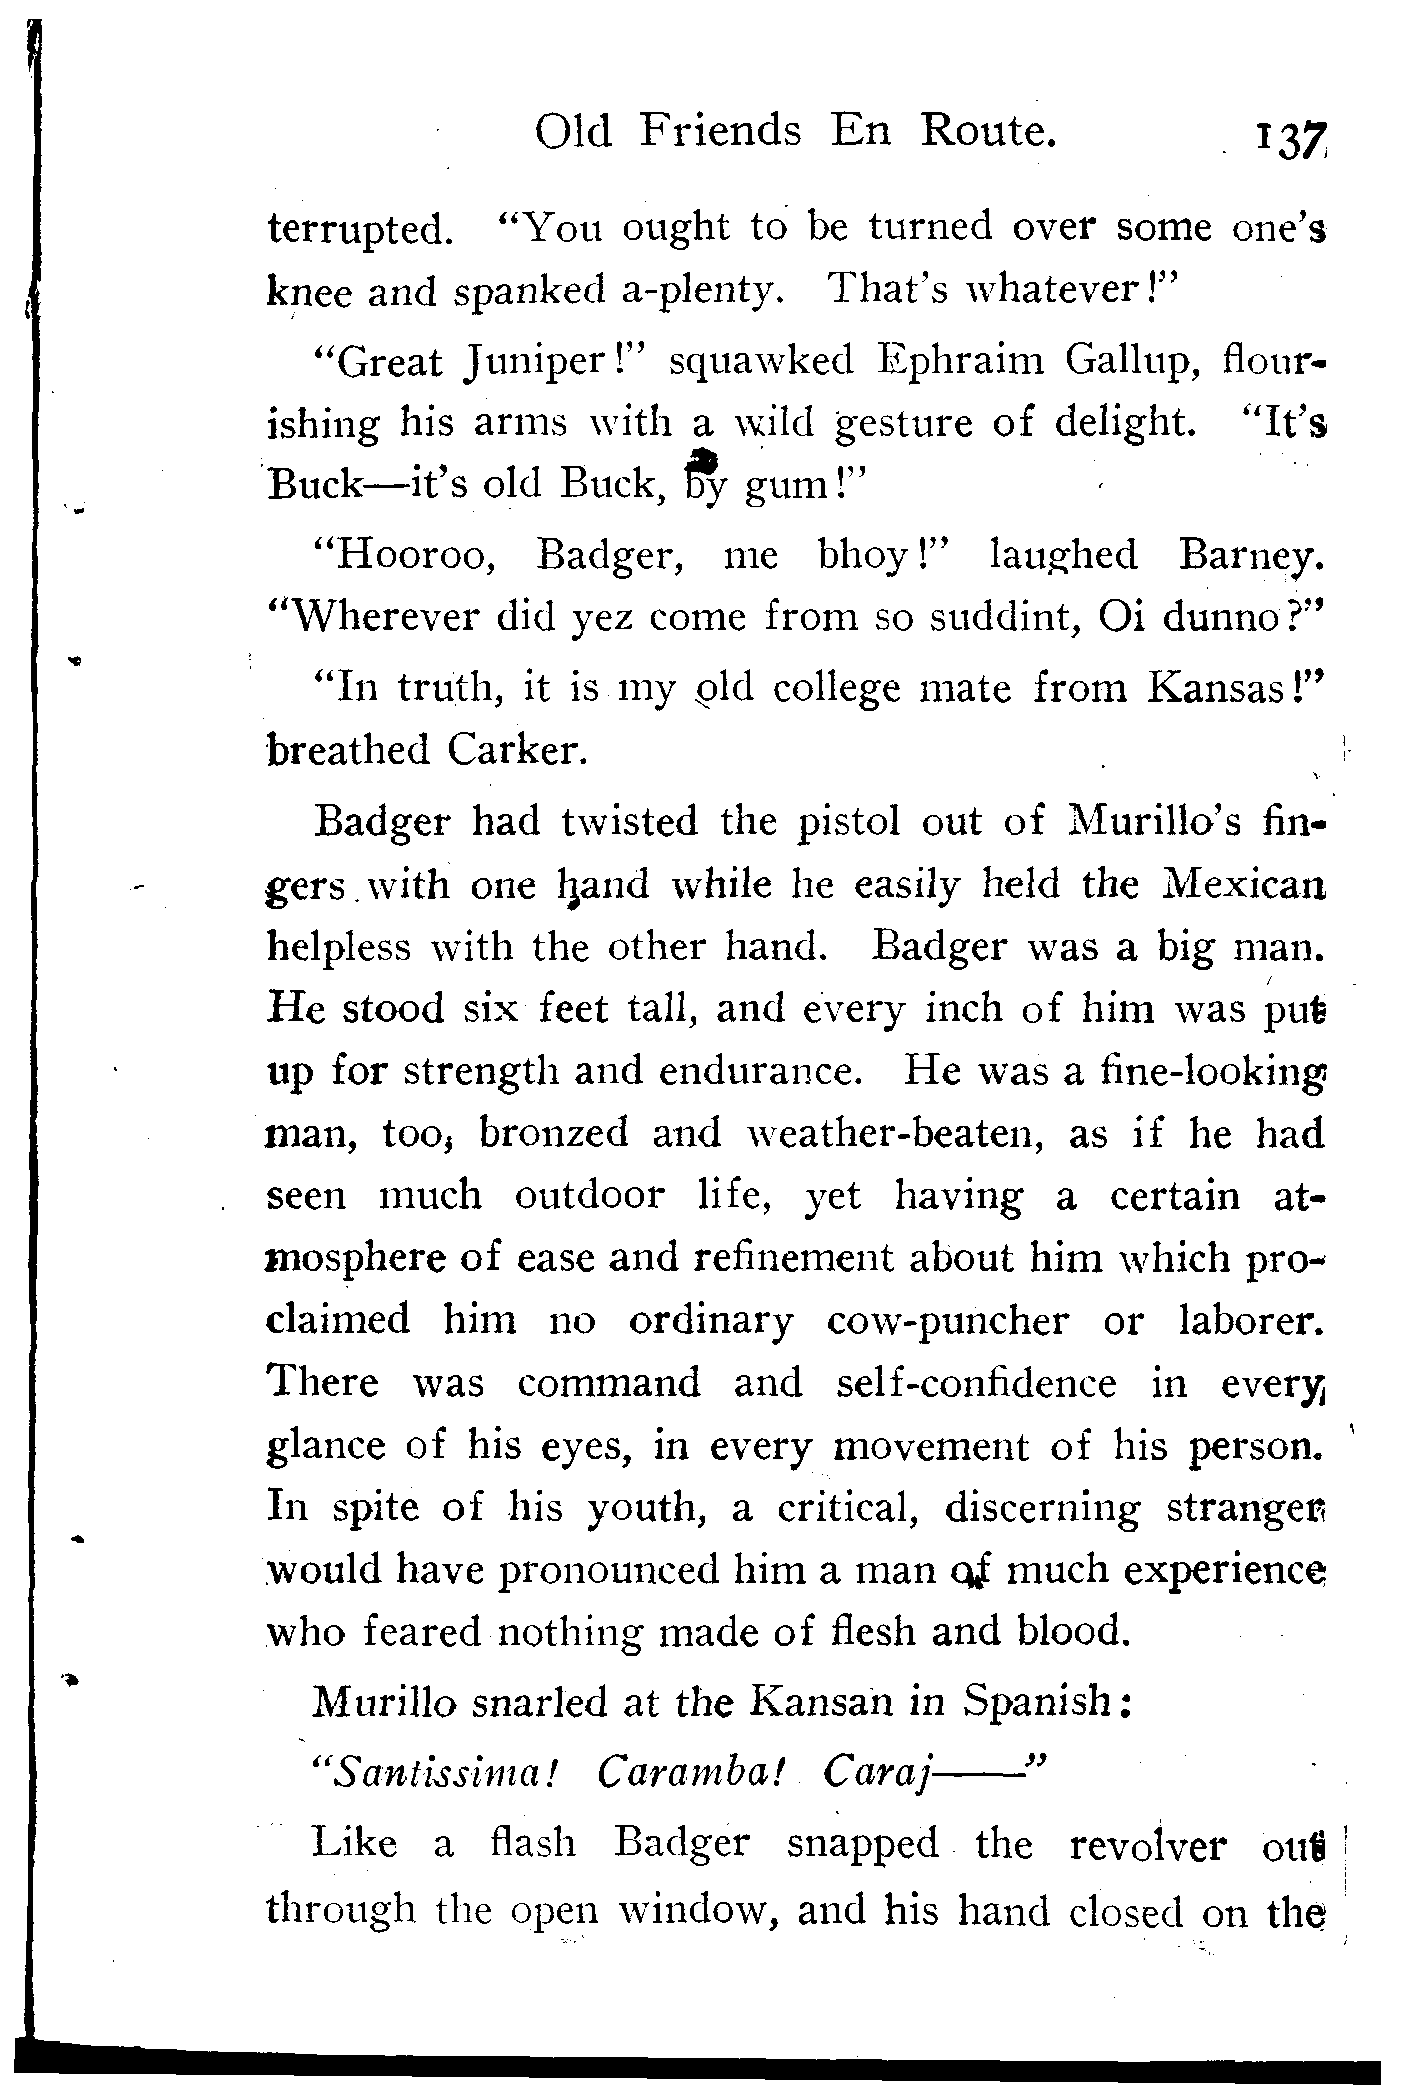 Old Friends En Route. 137
terrupted. “You ought to be turned over some one’s
knee and spanked a-plenty. That’s whatever!”
“Great Juniper!” squawked Ephraim Gallup, flour-
ishing his arms with a wild gesture of delight. “It’s
Buck—it’s old Buck, by gum!”
“Hooroo, Badger, me bhoy!” laughed Barney.
“Wherever did yez come from so suddint, Oi dunno?”
“In truth, it is my old college mate from Kansas!”
breathed Carker.
Badger had twisted the pistol out of Murillo’s fin-
gers with one hand while he easily held the Mexican
helpless with the other hand. Badger was a big man.
He stood six feet tall, and every inch of him was put
up for strength and endurance. He was a fine-looking
man, too, bronzed and weather-beaten, as if he had
seen much outdoor life, yet having a certain at-
mosphere of ease and refinement about him which pro-
claimed him no ordinary cow-puncher or laborer.
There was command and self-confidence in every
glance of his eyes, in every movement of his person.
In spite of his youth, a critical, discerning stranger
would have pronounced him a man of much experience
who feared nothing made of flesh and blood.
Murillo snarled at the Kansan in Spanish:
“Santissima! Caramba! Caraj——”
Like a flash Badger snapped the revolver out
through the open window, and his hand closed on the